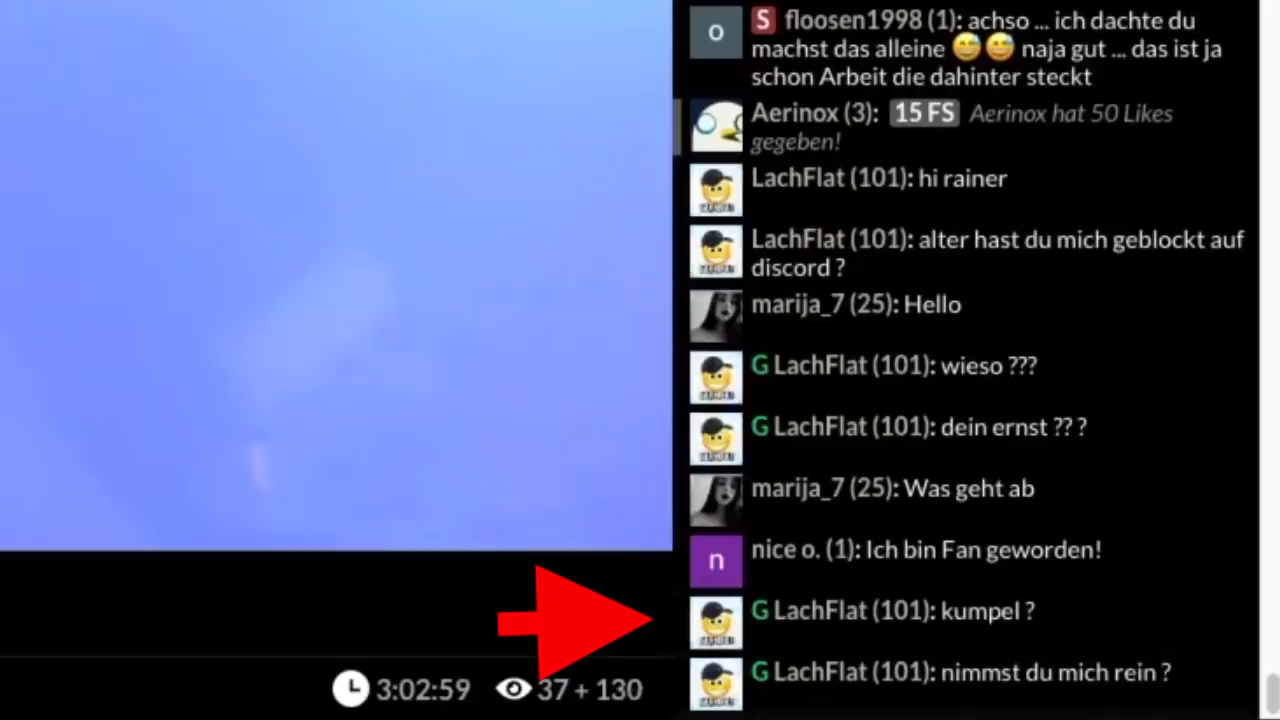 o
S floosen1998 (1): achso ... ich dachte du
machst das alleine 😅 😅 naja gut ... das ist ja
schon Arbeit die dahinter steckt
Aerinox (3): 15 FS Aerinox hat 50 Likes
gegeben!
LachFlat (101): hi rainer
LachFlat (101): alter hast du mich geblockt auf
discord ?
marija_7 (25): Hello
G LachFlat (101): wieso ???
G LachFlat (101): dein ernst ?? ?
marija_7 (25): Was geht ab
n
nice o. (1): Ich bin Fan geworden!
G LachFlat (101): kumpel ?
G LachFlat (101): nimmst du mich rein ?
3:02:59 37 + 130